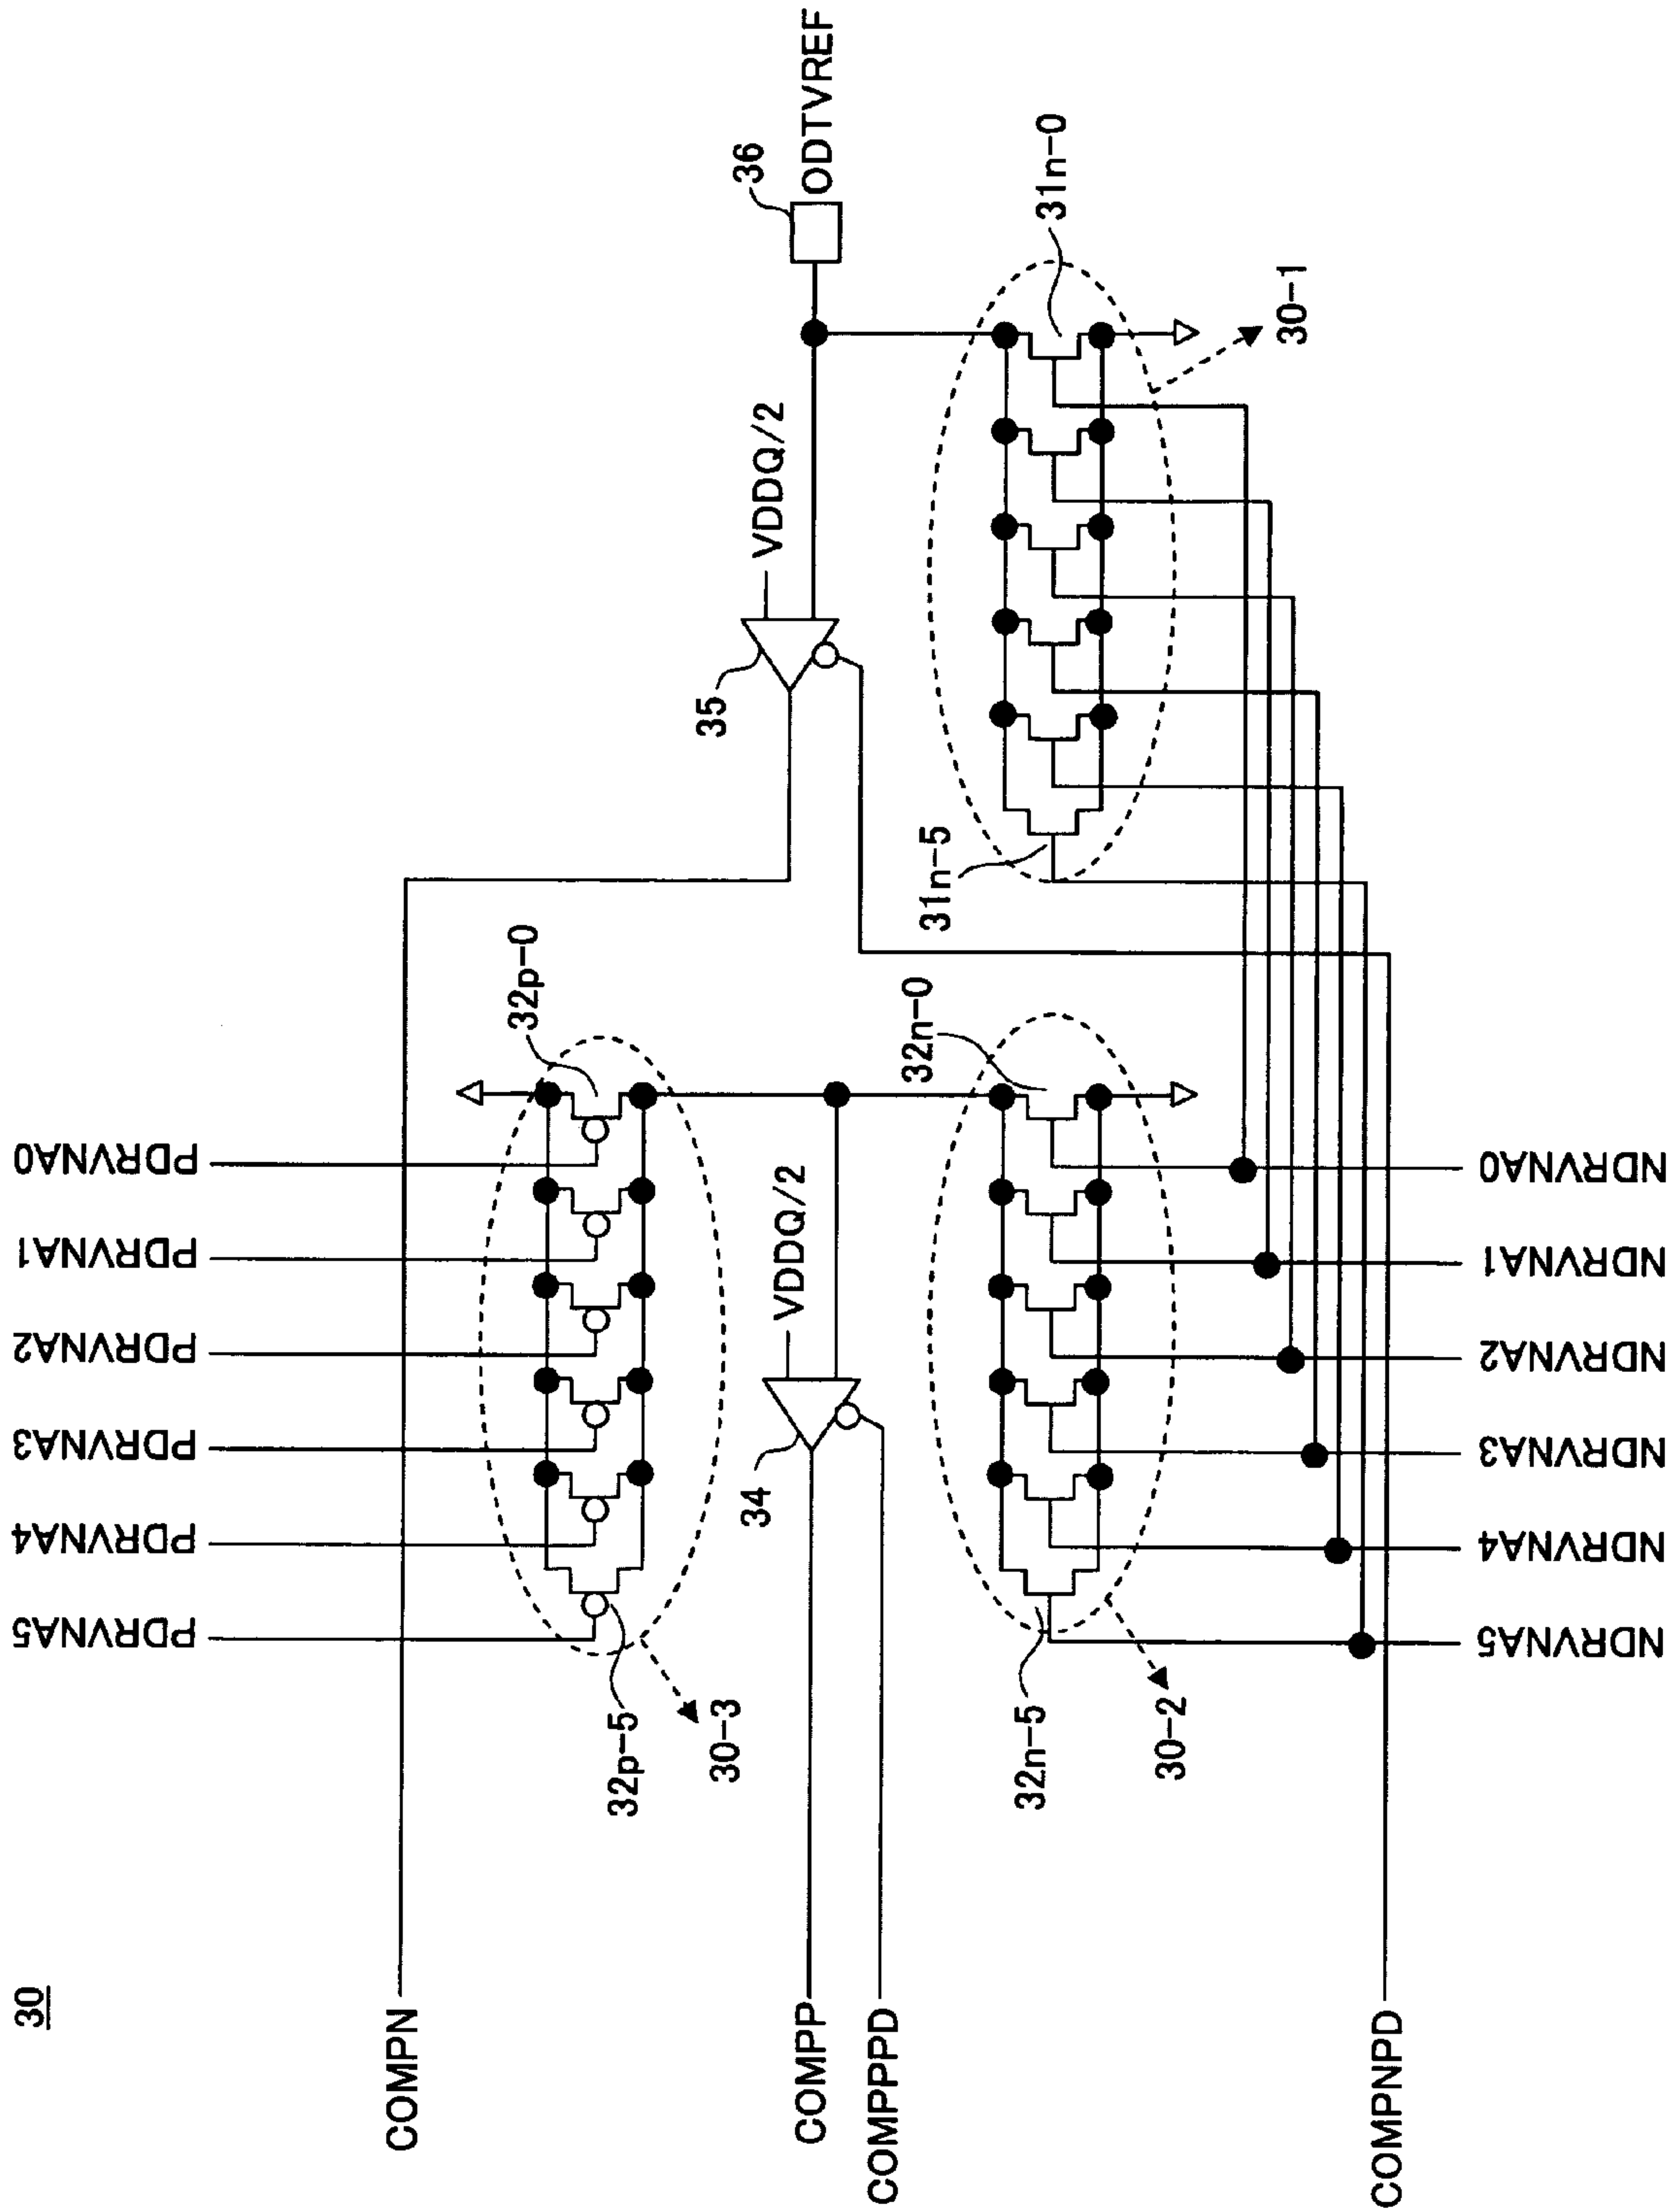 30
PDRVNA5
PDRVNA4
PDRVNA3
PDRVNA2
PDRVNA1
PDRVNA0
COMPN
32p-5
32p-0
30-3
34
VDDQ/2
COMPP
COMPPPD
35
VDDQ/2
36
ODTVREF
32n-5
32n-0
30-2
31n-5
31n-0
30-1
COMPNPD
NDRVNA5
NDRVNA4
NDRVNA3
NDRVNA2
NDRVNA1
NDRVNA0